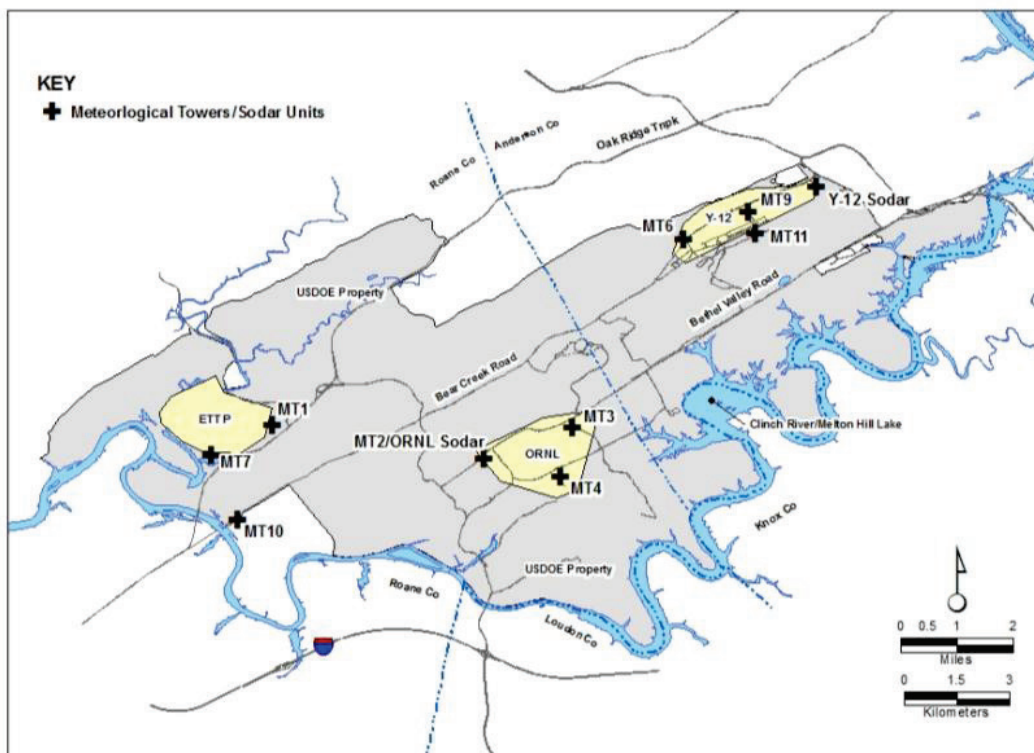 KEY
Meteorlogical Towers/Sodar Units
Roane Co
Anderson Co
Oak Ridge Tnpk
Y-12 Sodar
MT9
Y-12
MT6
MT11
USDOE Property
Bethel Valley Road
Bear Creek Road
ETTP
MT1
MT3
MT2/ORNL Sodar
ORNL
Clinch River/Melton Hill Lake
MT7
MT4
MT10
Knox Co
USDOE Property
Roane Co
Loudon Co
0 0.5 1 2
Miles
0 1.5 3
Kilometers